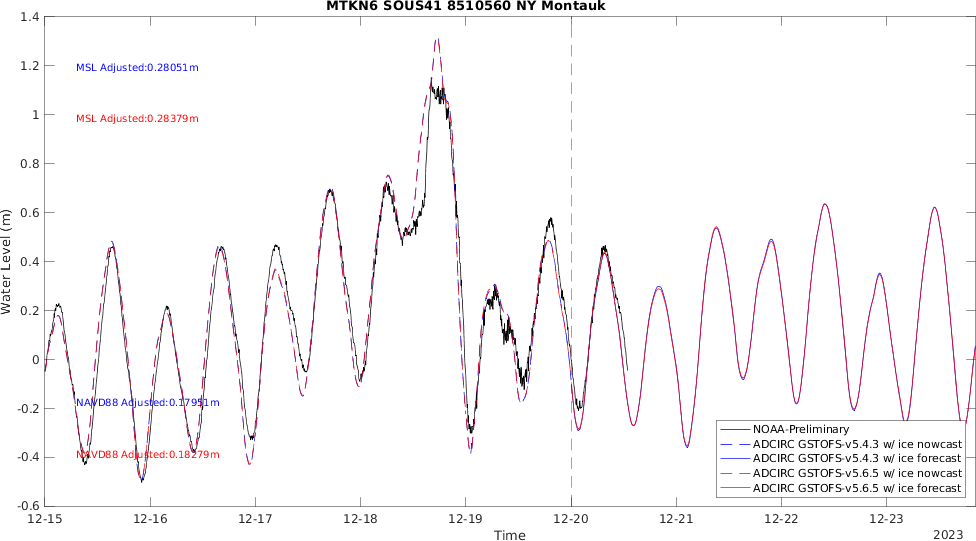 MTKN6 SOUS41 8510560 NY Montauk
1.4
1.2
1
0.8
0.6
0.4
0.2
0
-0.2
-0.4
-0.6
Water Level (m)
MSL Adjusted:0.28051m
MSL Adjusted:0.28379m
NAVD88 Adjusted:0.17951m
NAVD88 Adjusted:0.18279m
NOAA-Preliminary
ADCIRC GSTOFS-v5.4.3 w/ ice nowcast
ADCIRC GSTOFS-v5.4.3 w/ ice forecast
ADCIRC GSTOFS-v5.6.5 w/ ice nowcast
ADCIRC GSTOFS-v5.6.5 w/ ice forecast
12-15 12-16 12-17 12-18 12-19 12-20 12-21 12-22 12-23
Time
2023